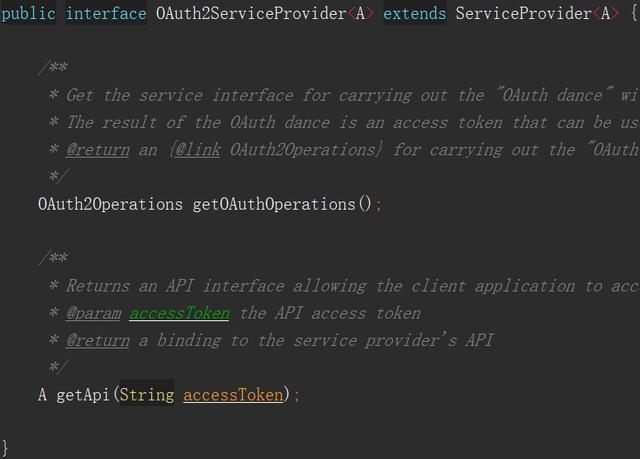 public interface OAuth2ServiceProvider<A> extends ServiceProvider<A> {
/**
* Get the service interface for carrying out the "OAuth dance" wi
* The result of the OAuth dance is an access token that can be us
* @return an {@link OAuth2Operations} for carrying out the "OAuth
*/
OAuth2Operations getOAuthOperations();
/**
* Returns an API interface allowing the client application to acc
* @param accessToken the API access token
* @return a binding to the service provider's API
*/
A getApi(String accessToken);
}